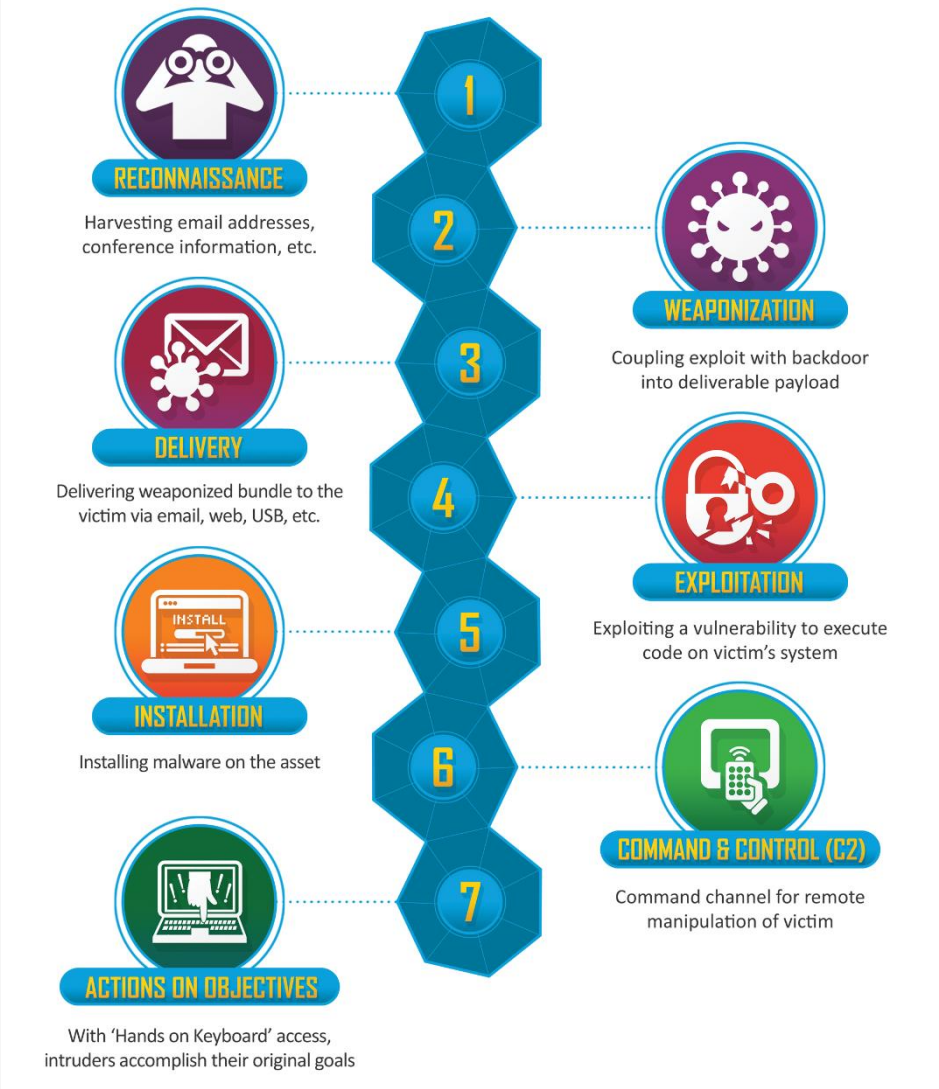 1
RECONNAISSANCE
Harvesting email addresses,
conference information, etc.
2
WEAPONIZATION
Coupling exploit with backdoor
into deliverable payload
3
DELIVERY
Delivering weaponized bundle to the
victim via email, web, USB, etc.
4
EXPLOITATION
Exploiting a vulnerability to execute
code on victim's system
5
INSTALL
INSTALLATION
Installing malware on the asset
6
COMMAND & CONTROL (C2)
Command channel for remote
manipulation of victim
7
ACTIONS ON OBJECTIVES
With ‘Hands on Keyboard’ access,
intruders accomplish their original goals